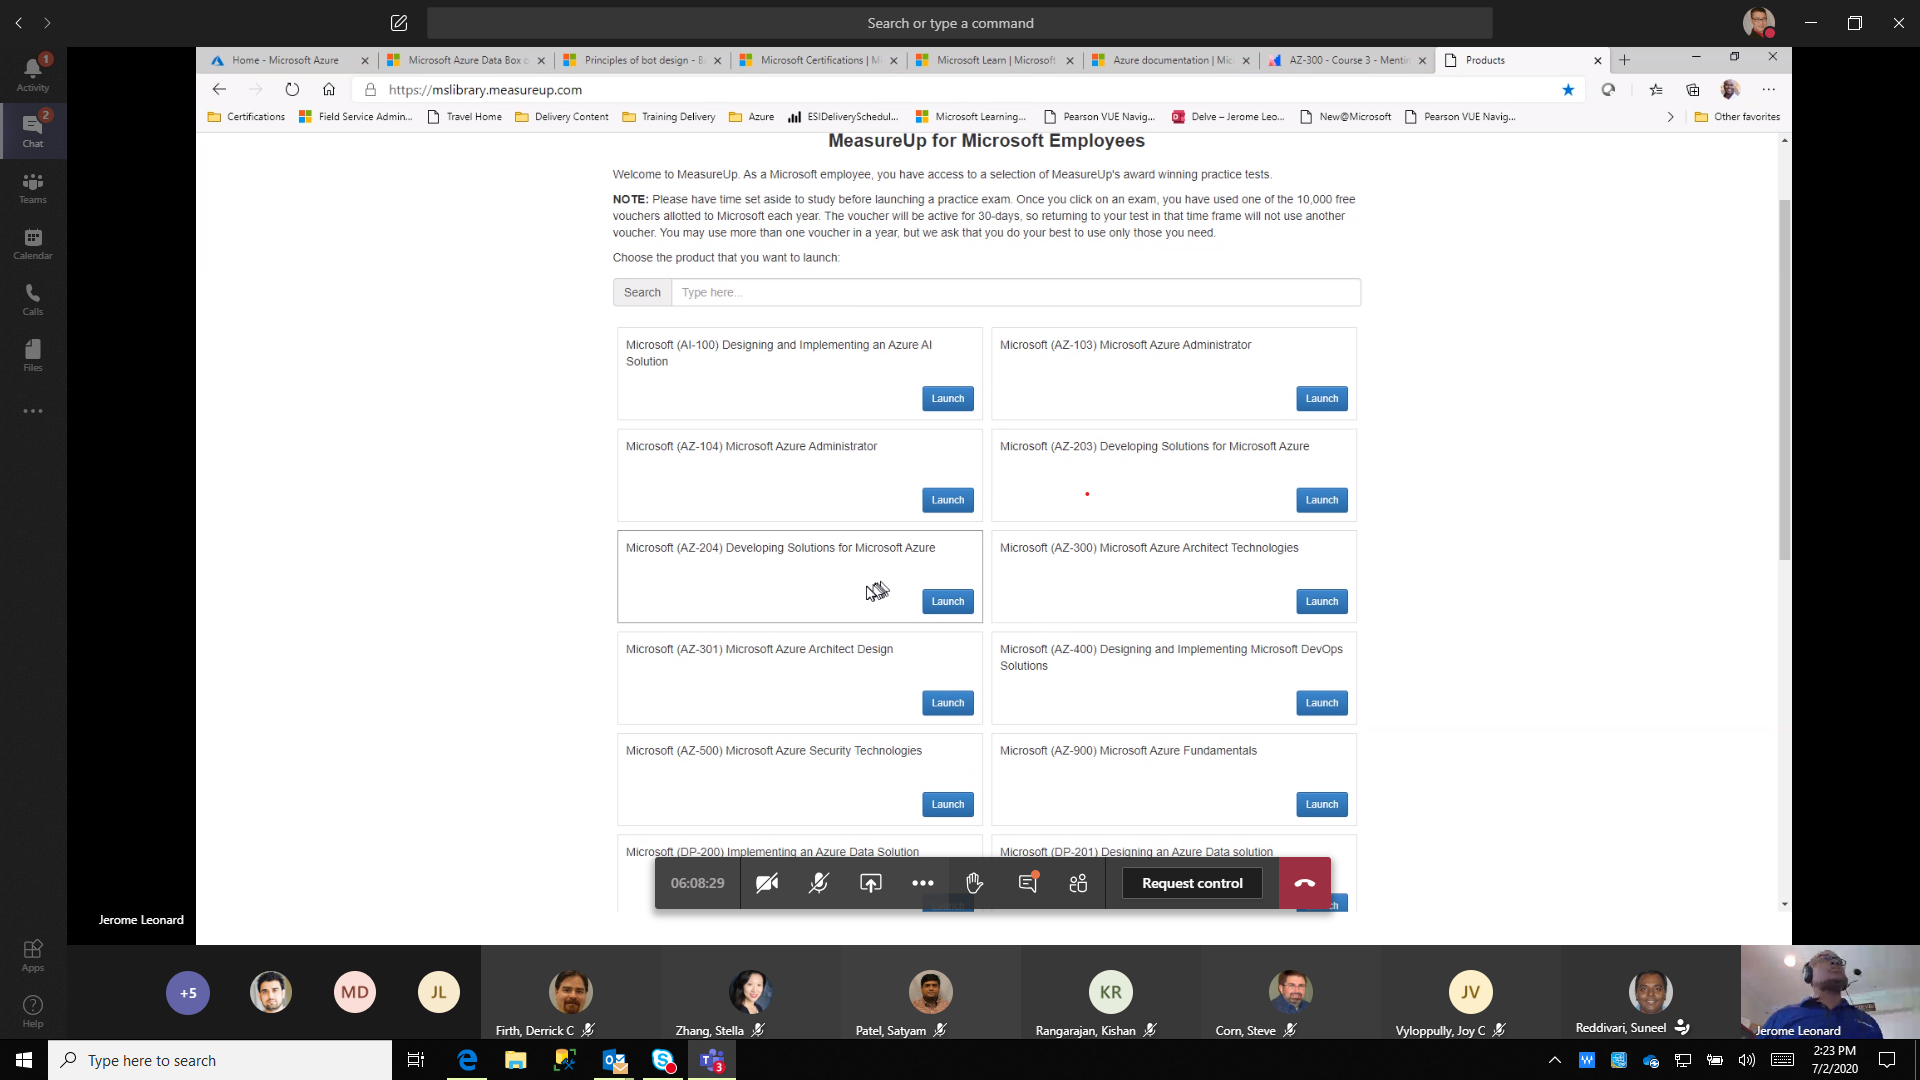 Search or type a command
1
Activity
2
Chat
Teams
Calendar
Calls
Files
Apps
Help
Home - Microsoft Azure
Microsoft Azure Data Box o
Principles of bot design - B
Microsoft Certifications | M
Microsoft Learn | Microsoft
Azure documentation | Mic
AZ-300 - Course 3 - Mentin
Products
https://mslibrary.measureup.com
Certifications
Field Service Admin...
Travel Home
Delivery Content
Training Delivery
Azure
ESIDeliverySchedul...
Microsoft Learning...
Pearson VUE Navig...
Delve – Jerome Leo...
New@Microsoft
Pearson VUE Navig...
Other favorites
MeasureUp for Microsoft Employees
Welcome to MeasureUp. As a Microsoft employee, you have access to a selection of MeasureUp's award winning practice tests.
NOTE: Please have time set aside to study before launching a practice exam. Once you click on an exam, you have used one of the 10,000 free
vouchers allotted to Microsoft each year. The voucher will be active for 30-days, so returning to your test in that time frame will not use another
voucher. You may use more than one voucher in a year, but we ask that you do your best to use only those you need.
Choose the product that you want to launch:
Search
Type here...
Microsoft (AI-100) Designing and Implementing an Azure AI
Solution
Launch
Microsoft (AZ-103) Microsoft Azure Administrator
Launch
Microsoft (AZ-104) Microsoft Azure Administrator
Launch
Microsoft (AZ-203) Developing Solutions for Microsoft Azure
Launch
Microsoft (AZ-204) Developing Solutions for Microsoft Azure
Launch
Microsoft (AZ-300) Microsoft Azure Architect Technologies
Launch
Microsoft (AZ-301) Microsoft Azure Architect Design
Launch
Microsoft (AZ-400) Designing and Implementing Microsoft DevOps
Solutions
Launch
Microsoft (AZ-500) Microsoft Azure Security Technologies
Launch
Microsoft (AZ-900) Microsoft Azure Fundamentals
Launch
Microsoft (DP-200) Implementing an Azure Data Solution
Launch
Microsoft (DP-201) Designing an Azure Data solution
06:08:29
Request control
Jerome Leonard
+5
MD
JL
Firth, Derrick C
Zhang, Stella
Patel, Satyam
KR
Rangarajan, Kishan
Corn, Steve
JV
Vyloppully, Joy C
Reddivari, Suneel
Jerome Leonard
Type here to search
3
2:23 PM
7/2/2020